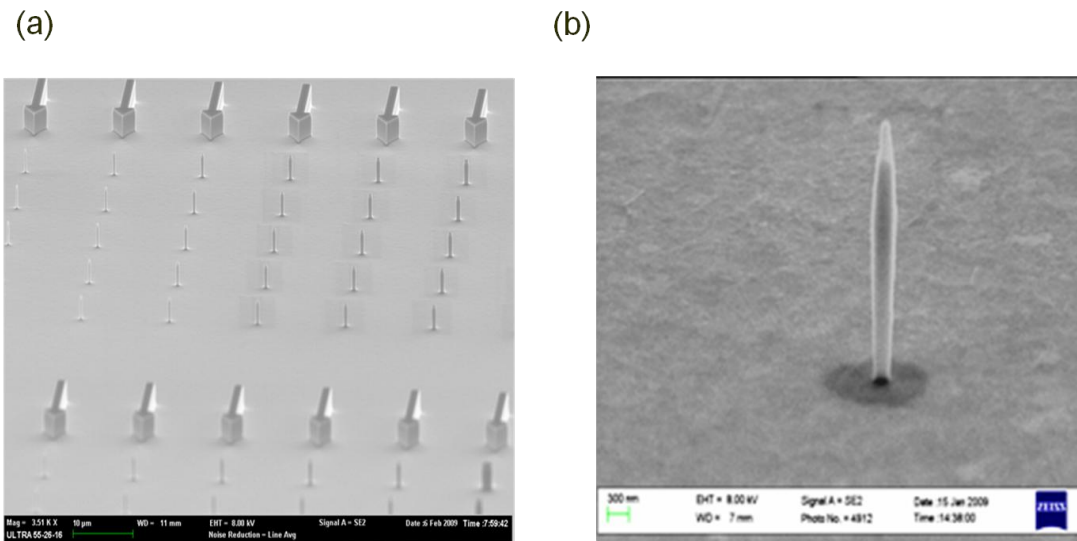 (a)
(b)
Mag = 3.51 K X 10 µm WD = 11 mm EHT = 8.00 kV Signal A = SE2 Date :6 Feb 2009 Time :7:59:42
ULTRA 55-26-16 Noise Reduction = Line Avg
300 nm EHT = 8.00 kV Signal A = SE2 Date :15 Jan 2009
WD = 7 mm Photo No. = 4912 Time :14:38:00
ZEISS